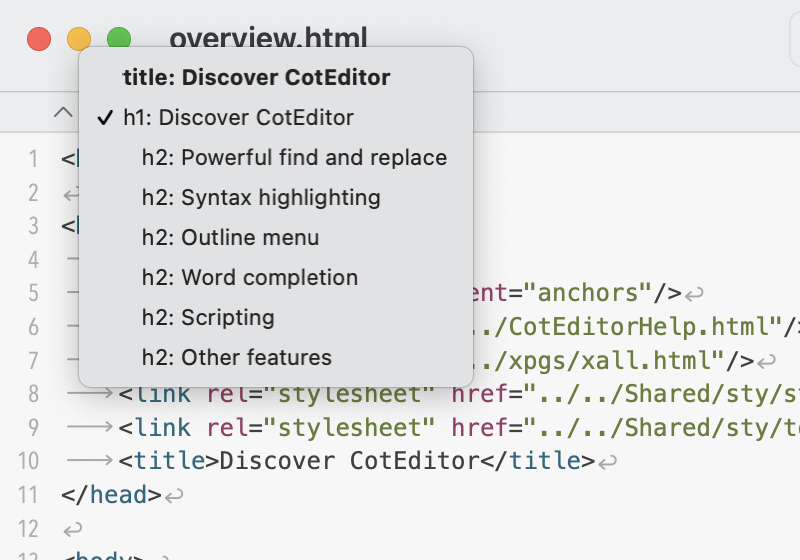 overview.html
title: Discover CotEditor
✓ h1: Discover CotEditor
h2: Powerful find and replace
h2: Syntax highlighting
h2: Outline menu
h2: Word completion
h2: Scripting
h2: Other features
1 <
2
3 <
4
5 ent="anchors"/>
6 ../CotEditorHelp.html"/
7 ../xpgs/xall.html"/>
8 <link rel="stylesheet" href="../../Shared/sty/
9 <link rel="stylesheet" href="../../Shared/sty/
10 <title>Discover CotEditor</title>
11 </head>
12
13 <body>